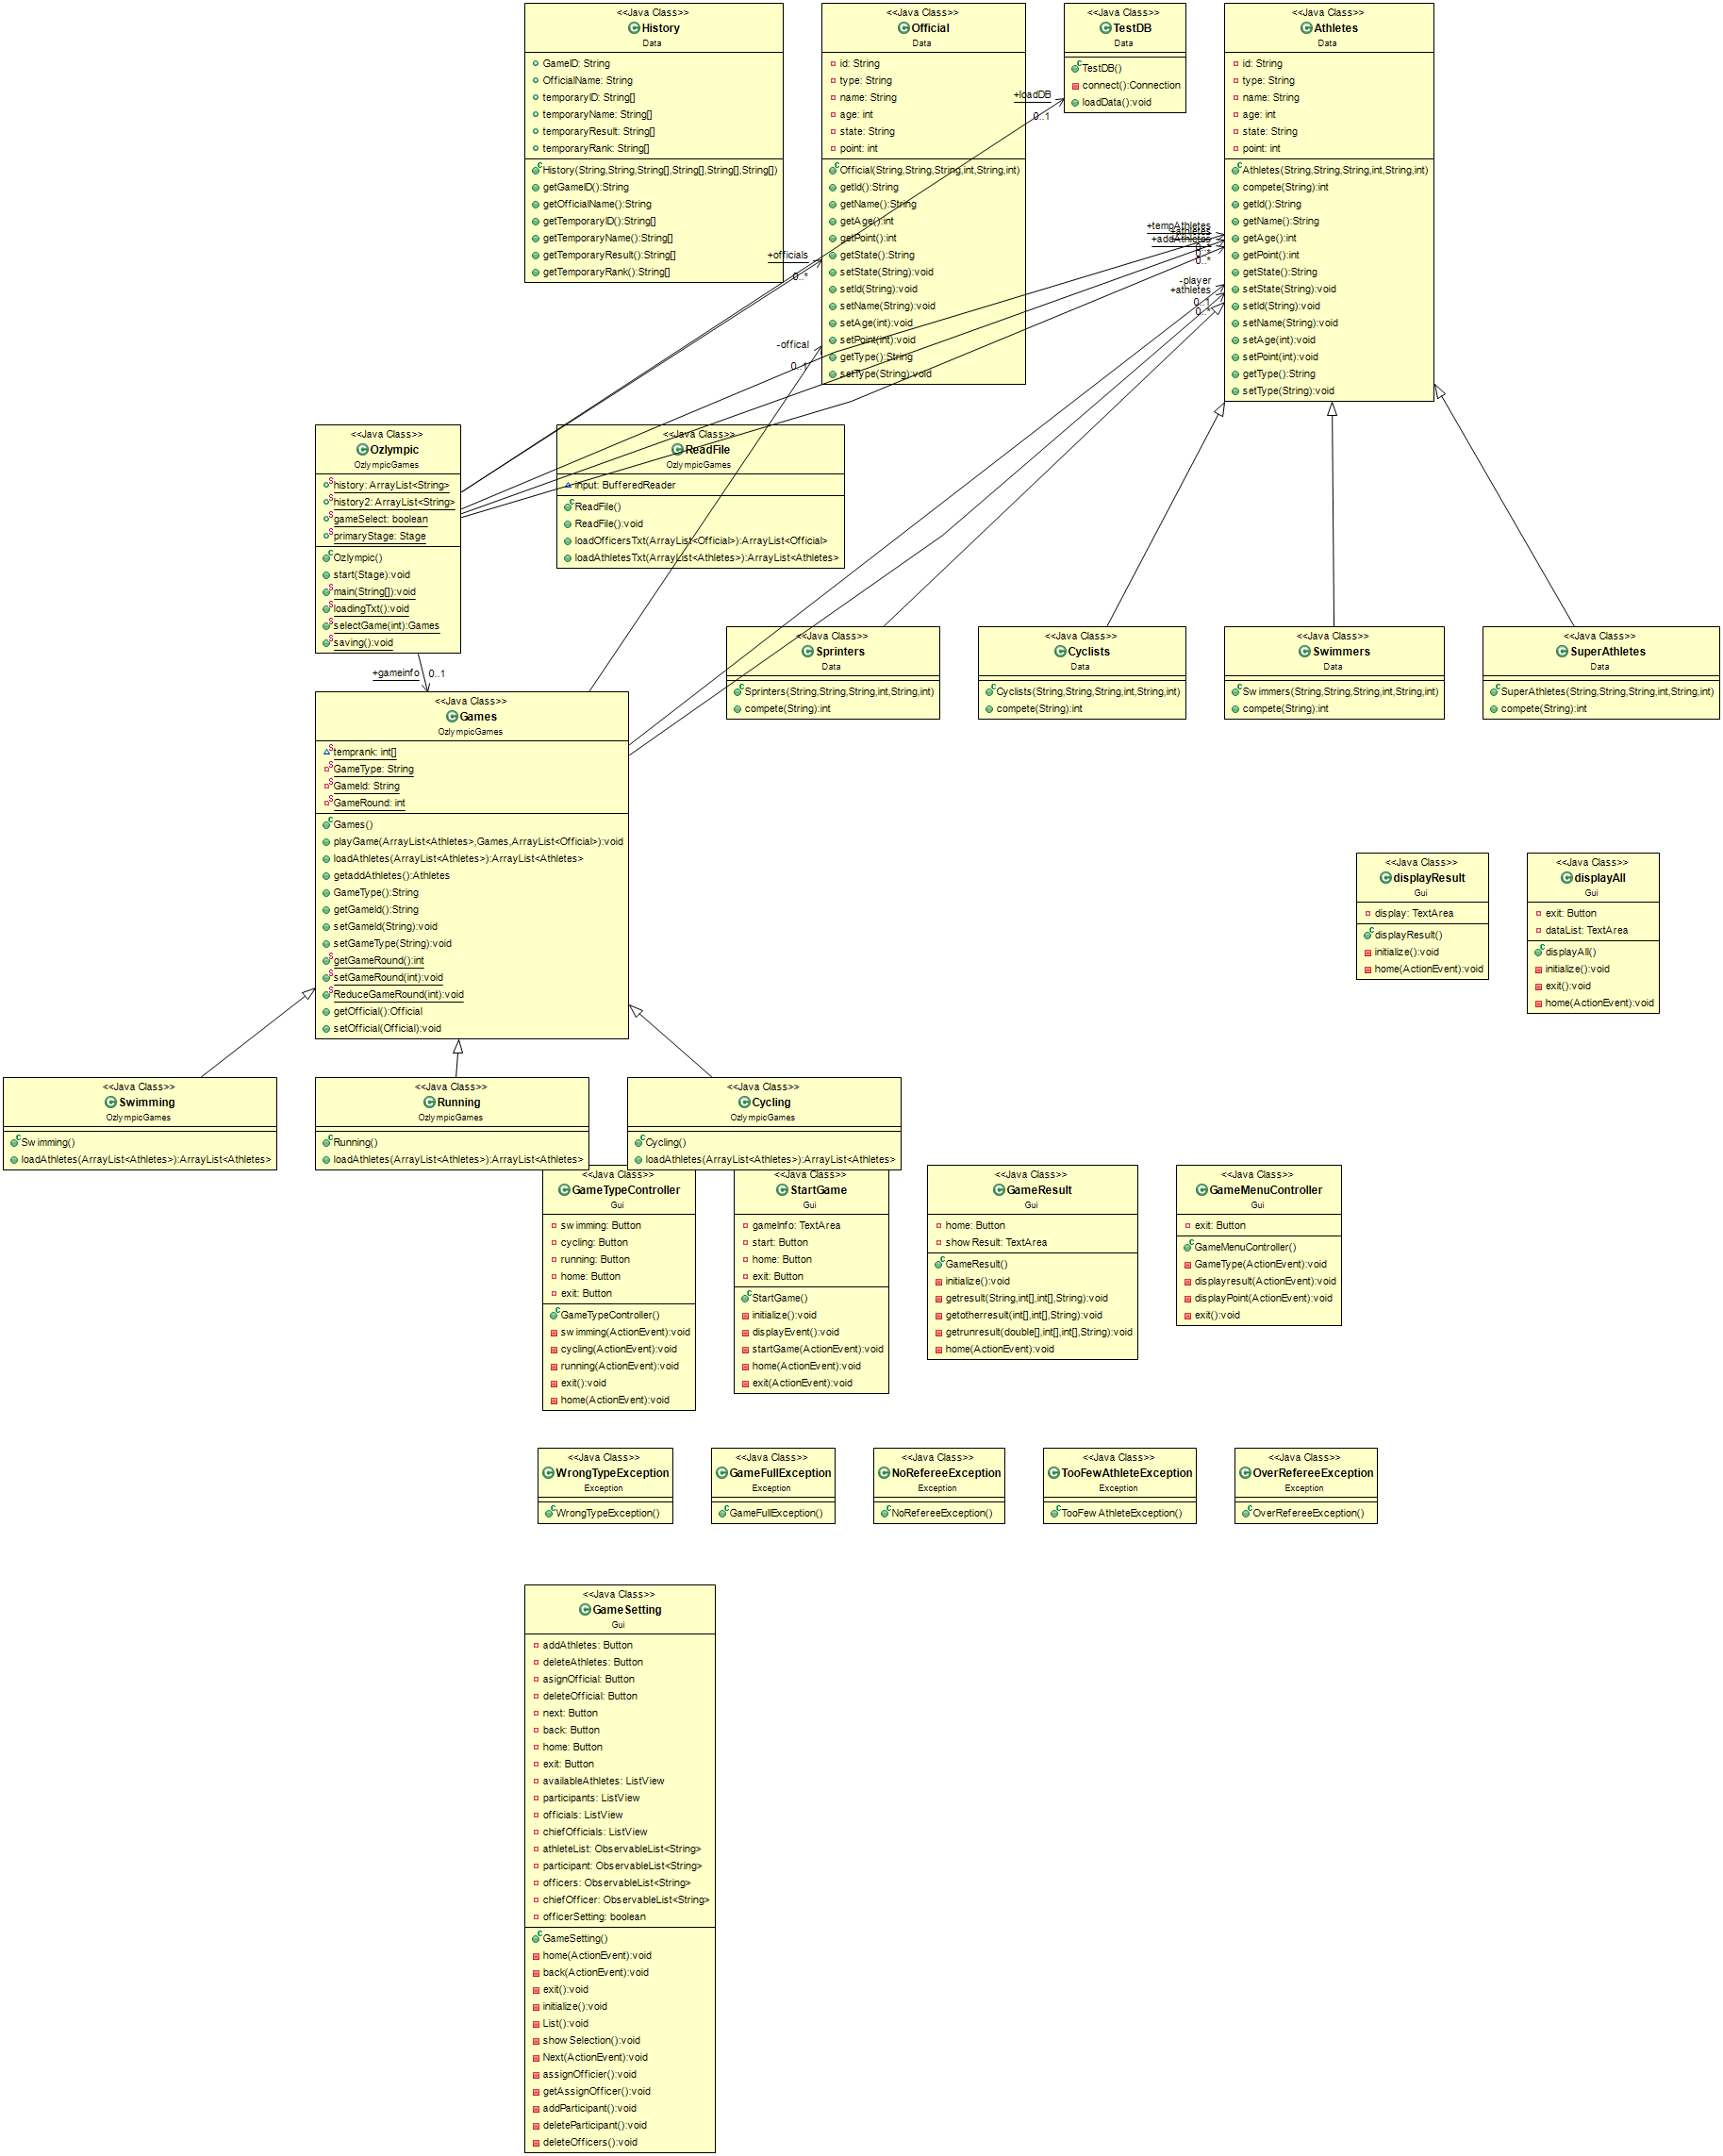 <<Java Class>>
History
Data
GameID: String
OfficialName: String
temporaryID: String[]
temporaryName: String[]
temporaryResult: String[]
temporaryRank: String[]
History(String,String,String[],String[],String[],String[])
getGameID():String
getOfficialName():String
getTemporaryID():String[]
getTemporaryName():String[]
getTemporaryResult():String[]
getTemporaryRank():String[]
<<Java Class>>
Official
Data
id: String
type: String
name: String
age: int
state: String
point: int
Official(String,String,String,int,String,int)
getId():String
getName():String
getAge():int
getPoint():int
getState():String
setState(String):void
setId(String):void
setName(String):void
setAge(int):void
setPoint(int):void
getType():String
setType(String):void
<<Java Class>>
TestDB
Data
TestDB()
connect():Connection
loadData():void
<<Java Class>>
Athletes
Data
id: String
type: String
name: String
age: int
state: String
point: int
Athletes(String,String,String,int,String,int)
compete(String):int
getId():String
getName():String
getAge():int
getPoint():int
getState():String
setState(String):void
setId(String):void
setName(String):void
setAge(int):void
setPoint(int):void
getType():String
setType(String):void
+loadDB
0..1
+officials
0..*
-offical
0..1
+tempAthletes
+athletes
+addAthletes
0..*
0..*
0..*
-player
+athletes
0..1
0..*
<<Java Class>>
Ozlympic
OzlympicGames
history: ArrayList<String>
history2: ArrayList<String>
gameSelect: boolean
primaryStage: Stage
Ozlympic()
start(Stage):void
main(String[]):void
loadingTxt():void
selectGame(int):Games
saving():void
<<Java Class>>
ReadFile
OzlympicGames
input: BufferedReader
ReadFile()
ReadFile():void
loadOfficersTxt(ArrayList<Official>):ArrayList<Official>
loadAthletesTxt(ArrayList<Athletes>):ArrayList<Athletes>
+gameinfo
0..1
<<Java Class>>
Sprinters
Data
Sprinters(String,String,String,int,String,int)
compete(String):int
<<Java Class>>
Cyclists
Data
Cyclists(String,String,String,int,String,int)
compete(String):int
<<Java Class>>
Swimmers
Data
Swimmers(String,String,String,int,String,int)
compete(String):int
<<Java Class>>
SuperAthletes
Data
SuperAthletes(String,String,String,int,String,int)
compete(String):int
<<Java Class>>
Games
OzlympicGames
temprank: int[]
GameType: String
GameId: String
GameRound: int
Games()
playGame(ArrayList<Athletes>,Games,ArrayList<Official>):void
loadAthletes(ArrayList<Athletes>):ArrayList<Athletes>
getaddAthletes():Athletes
GameType():String
getGameId():String
setGameId(String):void
setGameType(String):void
getGameRound():int
setGameRound(int):void
ReduceGameRound(int):void
getOfficial():Official
setOfficial(Official):void
<<Java Class>>
displayResult
Gui
display: TextArea
displayResult()
initialize():void
home(ActionEvent):void
<<Java Class>>
displayAll
Gui
exit: Button
dataList: TextArea
displayAll()
initialize():void
exit():void
home(ActionEvent):void
<<Java Class>>
Swimming
OzlympicGames
Swimming()
loadAthletes(ArrayList<Athletes>):ArrayList<Athletes>
<<Java Class>>
Running
OzlympicGames
Running()
loadAthletes(ArrayList<Athletes>):ArrayList<Athletes>
<<Java Class>>
Cycling
OzlympicGames
Cycling()
loadAthletes(ArrayList<Athletes>):ArrayList<Athletes>
<<Java Class>>
GameTypeController
Gui
swimming: Button
cycling: Button
running: Button
home: Button
exit: Button
GameTypeController()
swimming(ActionEvent):void
cycling(ActionEvent):void
running(ActionEvent):void
exit():void
home(ActionEvent):void
<<Java Class>>
StartGame
Gui
gameInfo: TextArea
start: Button
home: Button
exit: Button
StartGame()
initialize():void
displayEvent():void
startGame(ActionEvent):void
home(ActionEvent):void
exit(ActionEvent):void
<<Java Class>>
GameResult
Gui
home: Button
showResult: TextArea
GameResult()
initialize():void
getresult(String,int[],int[],String):void
getotherresult(int[],int[],String):void
getrunresult(double[],int[],int[],String):void
home(ActionEvent):void
<<Java Class>>
GameMenuController
Gui
exit: Button
GameMenuController()
GameType(ActionEvent):void
displayresult(ActionEvent):void
displayPoint(ActionEvent):void
exit():void
<<Java Class>>
WrongTypeException
Exception
WrongTypeException()
<<Java Class>>
GameFullException
Exception
GameFullException()
<<Java Class>>
NoRefereeException
Exception
NoRefereeException()
<<Java Class>>
TooFewAthleteException
Exception
TooFewAthleteException()
<<Java Class>>
OverRefereeException
Exception
OverRefereeException()
<<Java Class>>
GameSetting
Gui
addAthletes: Button
deleteAthletes: Button
asignOfficial: Button
deleteOfficial: Button
next: Button
back: Button
home: Button
exit: Button
availableAthletes: ListView
participants: ListView
officials: ListView
chiefOfficials: ListView
athleteList: ObservableList<String>
participant: ObservableList<String>
officers: ObservableList<String>
chiefOfficer: ObservableList<String>
officerSetting: boolean
GameSetting()
home(ActionEvent):void
back(ActionEvent):void
exit():void
initialize():void
List():void
showSelection():void
Next(ActionEvent):void
assignOfficier():void
getAssignOfficer():void
addParticipant():void
deleteParticipant():void
deleteOfficers():void